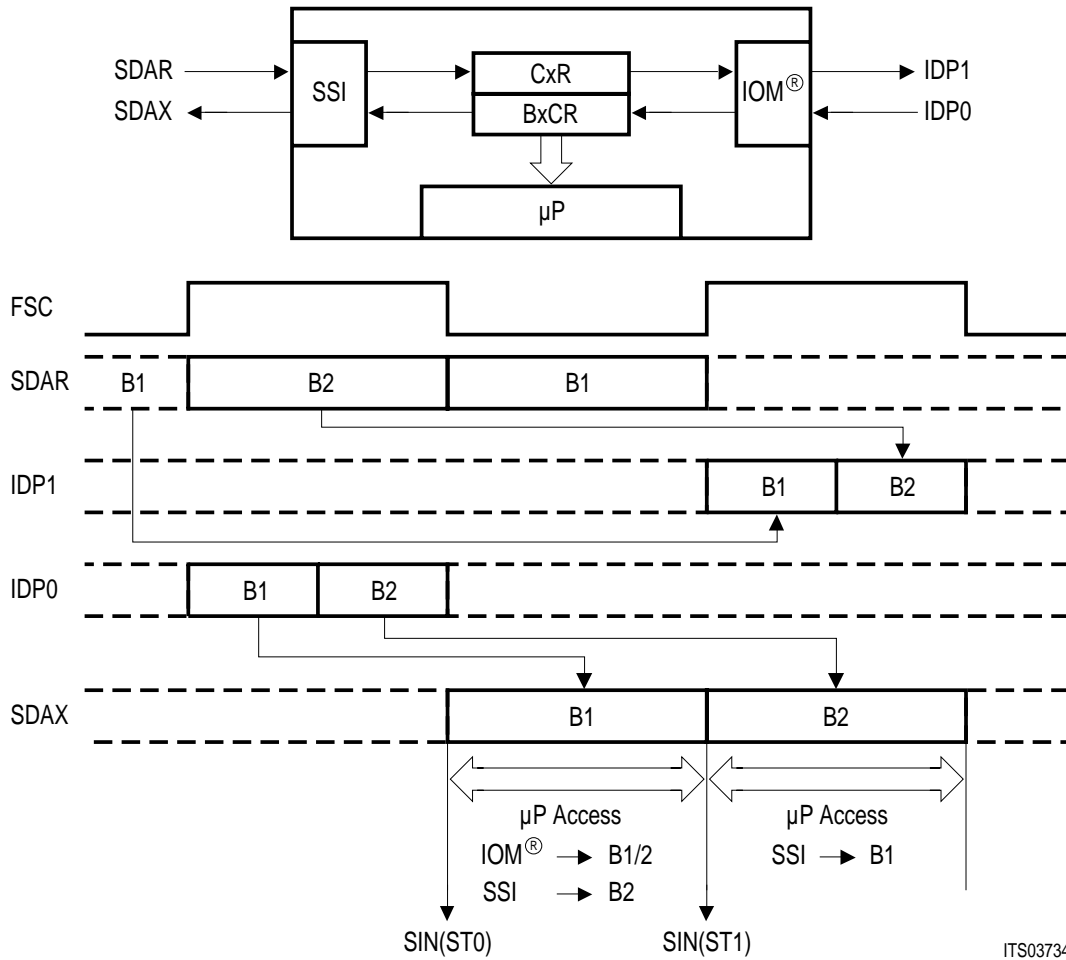 SDAR
SDAX
SSI
CxR
BxCR
IOM®
IDP1
IDP0
µP
FSC
SDAR B1 B2 B1
IDP1 B1 B2
IDP0 B1 B2
SDAX B1 B2
µP Access µP Access
IOM® B1/2 SSI B1
SSI B2
SIN(ST0) SIN(ST1)
ITS03734